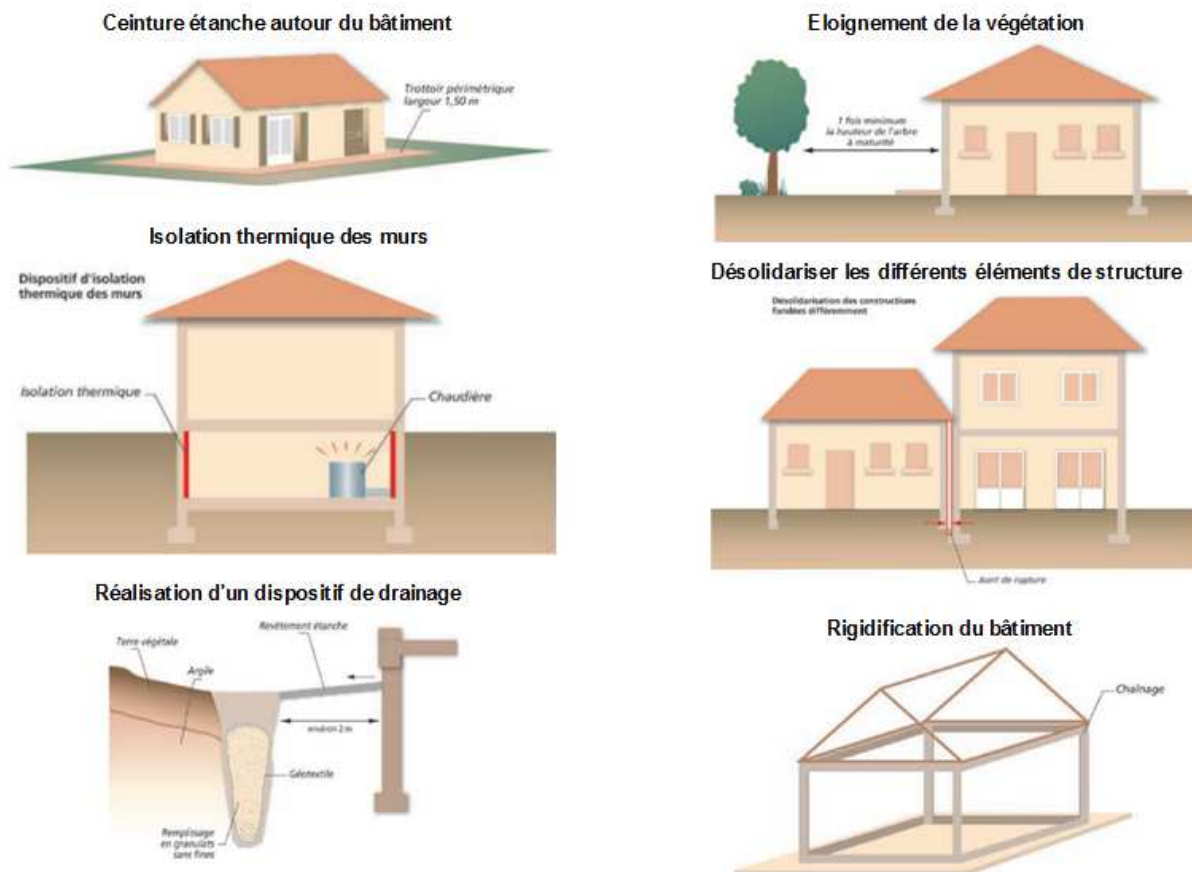 Ceinture étanche autour du bâtiment
Trottoir périmétrique
largeur 1,50 m
Eloignement de la végétation
1 fois minimum
la hauteur de l'arbre
à maturité
Isolation thermique des murs
Dispositif d'isolation
thermique des murs
Isolation thermique
Chaudière
Désolidariser les différents éléments de structure
Désolidarisation des constructions
fondées différemment
Joint de rupture
Réalisation d'un dispositif de drainage
Terre végétale
Revêtement étanche
Argile
environ 2 m
Géotextile
Remplissage
en granulats
sans fines
Rigidification du bâtiment
Chaînage